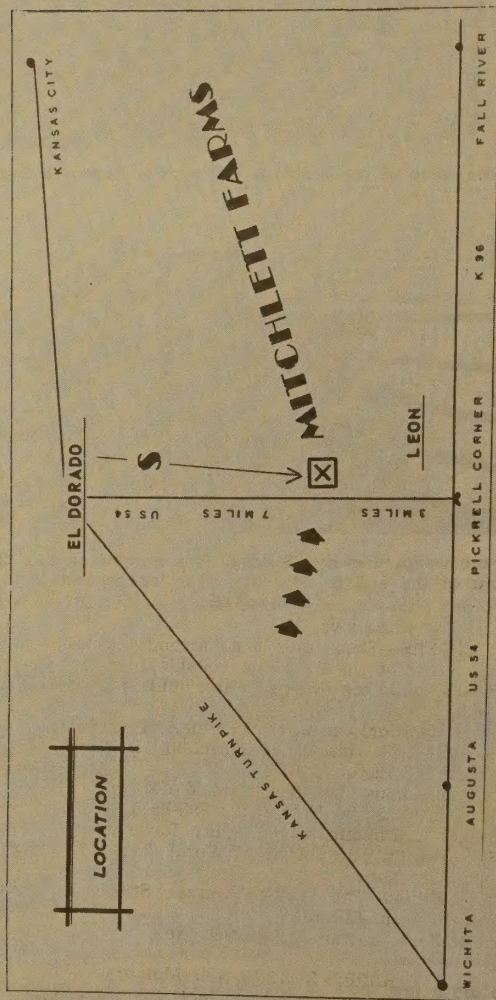 LOCATION
KANSAS CITY
EL DORADO
S
MITCHLETT FARMS
KANSAS TURNPIKE
US 54
7 MILES
X
3 MILES
LEON
WICHITA
AUGUSTA
US 54
PICKRELL CORNER
K 96
FALL RIVER